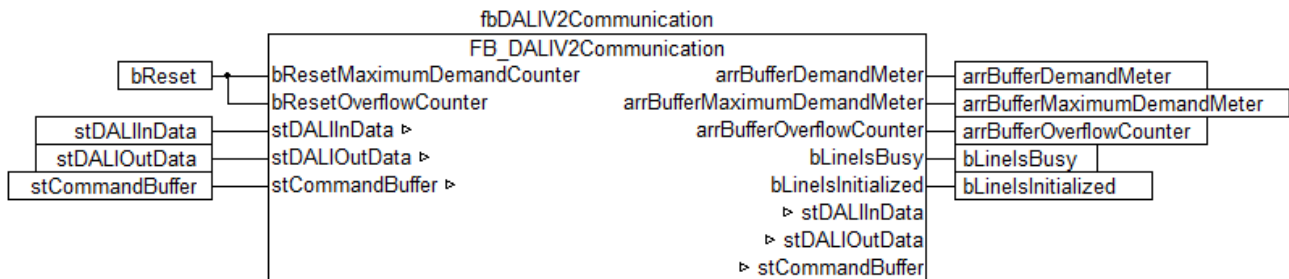 fbDALIV2Communication
FB_DALIV2Communication
bReset bResetMaximumDemandCounter arrBufferDemandMeter arrBufferDemandMeter
bResetOverflowCounter arrBufferMaximumDemandMeter arrBufferMaximumDemandMeter
stDALIInData stDALIInData ▹ arrBufferOverflowCounter arrBufferOverflowCounter
stDALIOutData stDALIOutData ▹ bLineIsBusy bLineIsBusy
stCommandBuffer stCommandBuffer ▹ bLineIsInitialized bLineIsInitialized
▹ stDALIInData
▹ stDALIOutData
▹ stCommandBuffer